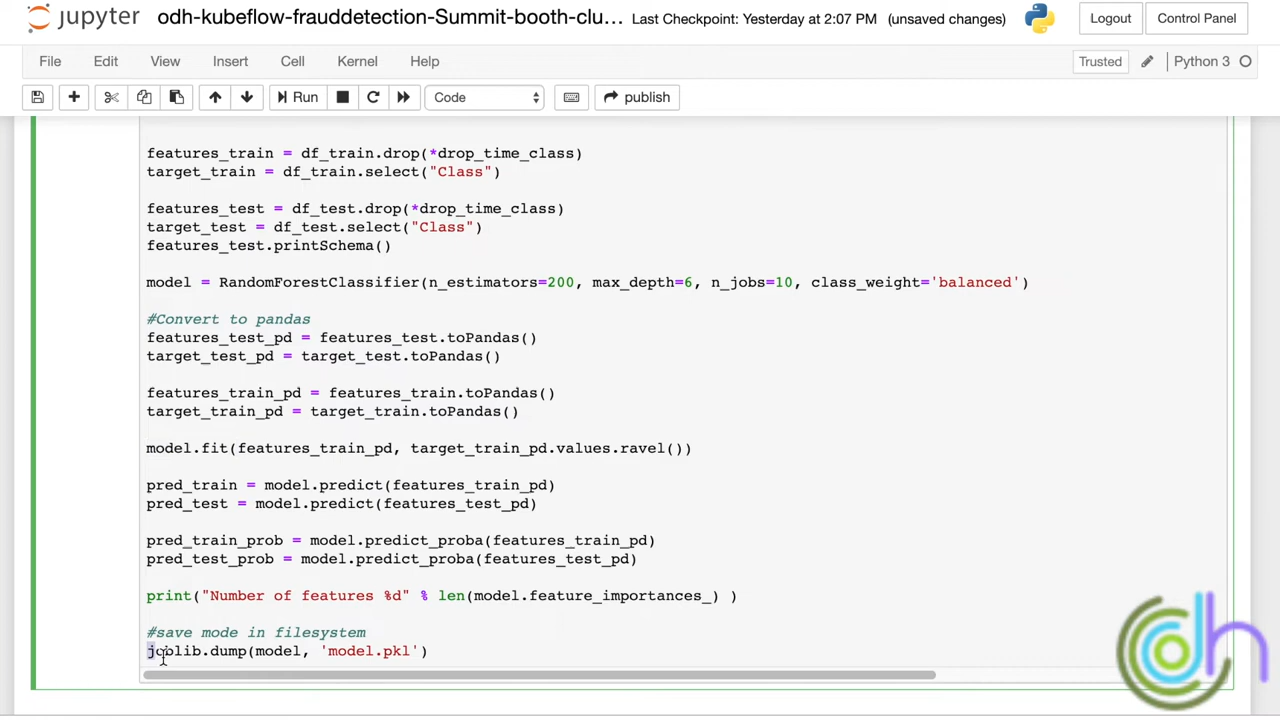 jupyter odh-kubeflow-frauddetection-Summit-booth-clu... Last Checkpoint: Yesterday at 2:07 PM (unsaved changes) Logout Control Panel
File Edit View Insert Cell Kernel Help Trusted Python 3
Run Code publish
features_train = df_train.drop(*drop_time_class)
target_train = df_train.select("Class")
features_test = df_test.drop(*drop_time_class)
target_test = df_test.select("Class")
features_test.printSchema()
model = RandomForestClassifier(n_estimators=200, max_depth=6, n_jobs=10, class_weight='balanced')
#Convert to pandas
features_test_pd = features_test.toPandas()
target_test_pd = target_test.toPandas()
features_train_pd = features_train.toPandas()
target_train_pd = target_train.toPandas()
model.fit(features_train_pd, target_train_pd.values.ravel())
pred_train = model.predict(features_train_pd)
pred_test = model.predict(features_test_pd)
pred_train_prob = model.predict_proba(features_train_pd)
pred_test_prob = model.predict_proba(features_test_pd)
print("Number of features %d" % len(model.feature_importances_) )
#save mode in filesystem
joblib.dump(model, 'model.pkl')
odh